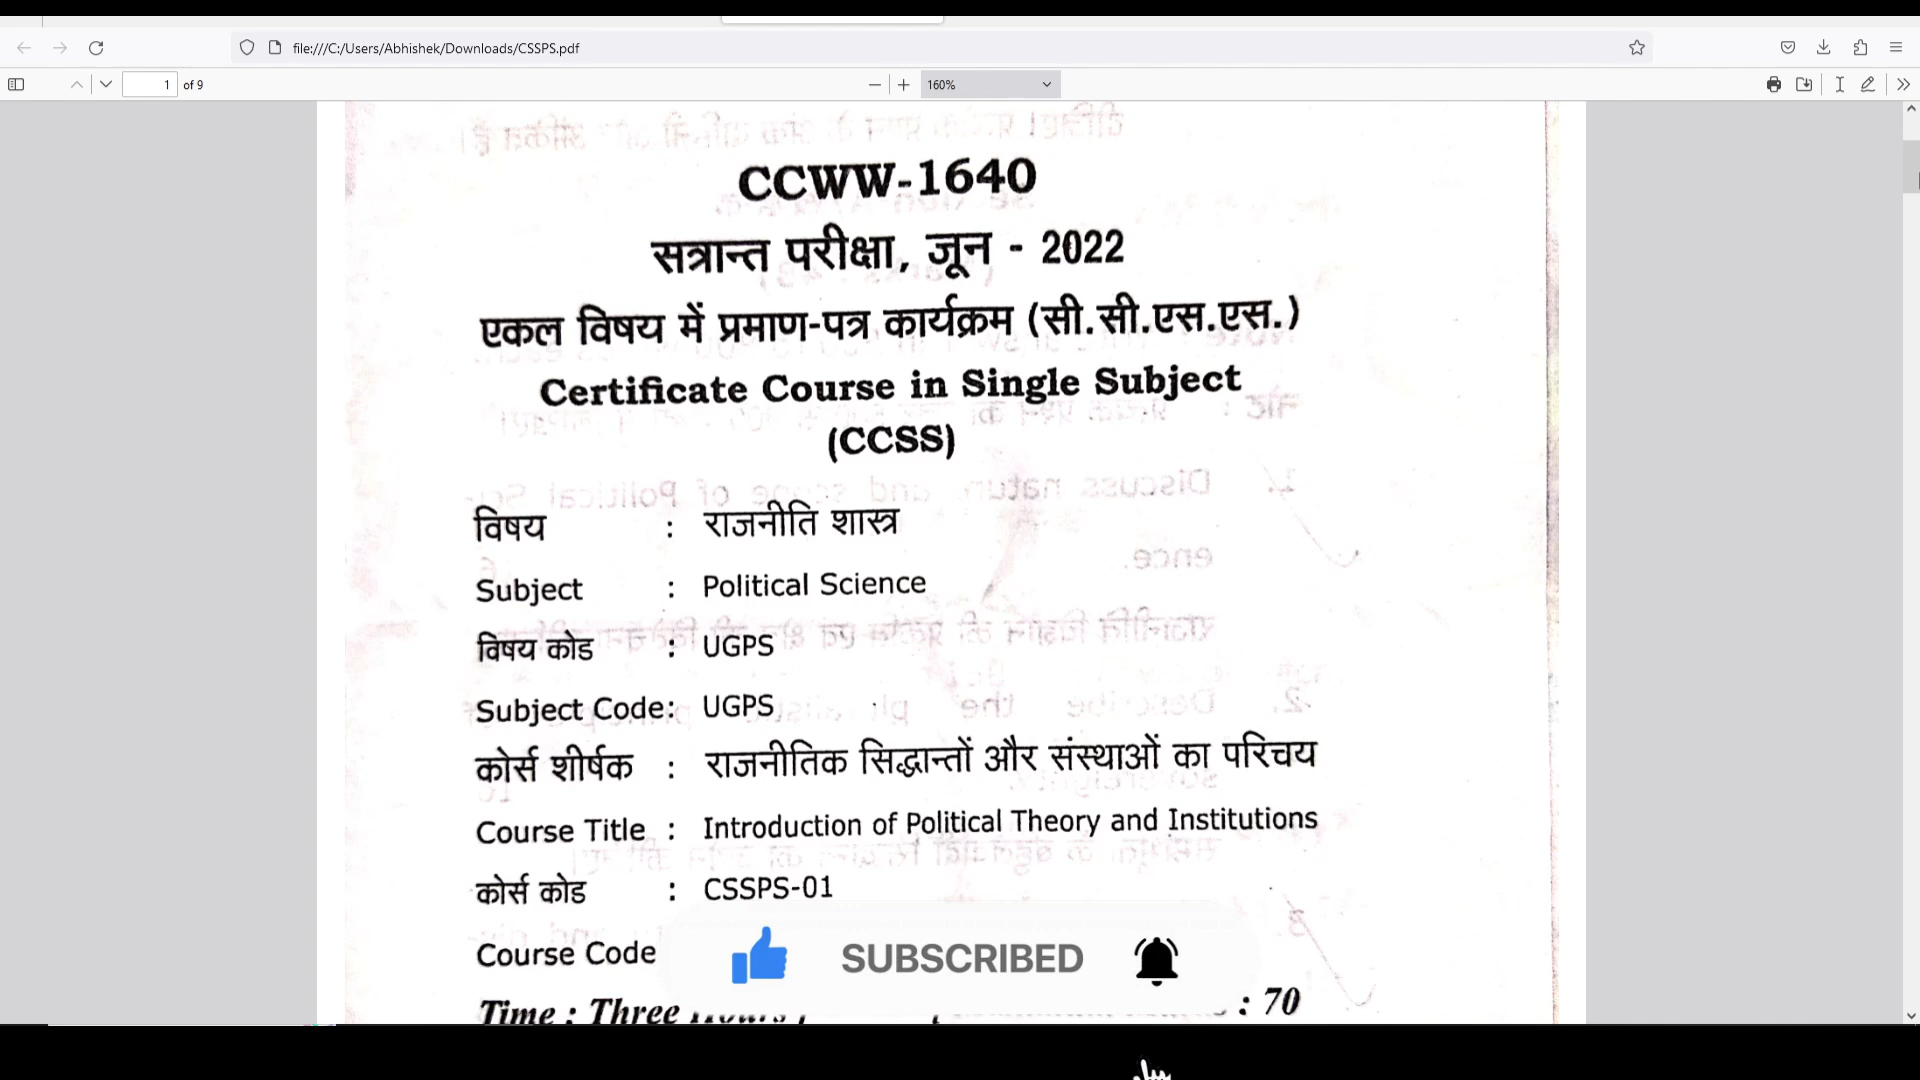 file:///C:/Users/Abhishek/Downloads/CSSPS.pdf
1 of 9
160%
CCWW-1640
सत्रान्त परीक्षा, जून - 2022
एकल विषय में प्रमाण-पत्र कार्यक्रम (सी.सी.एस.एस.)
Certificate Course in Single Subject
(CCSS)
विषय : राजनीति शास्त्र
Subject : Political Science
विषय कोड : UGPS
Subject Code: UGPS
कोर्स शीर्षक : राजनीतिक सिद्धान्तों और संस्थाओं का परिचय
Course Title : Introduction of Political Theory and Institutions
कोर्स कोड : CSSPS-01
Course Code
SUBSCRIBED
Time : Three : 70